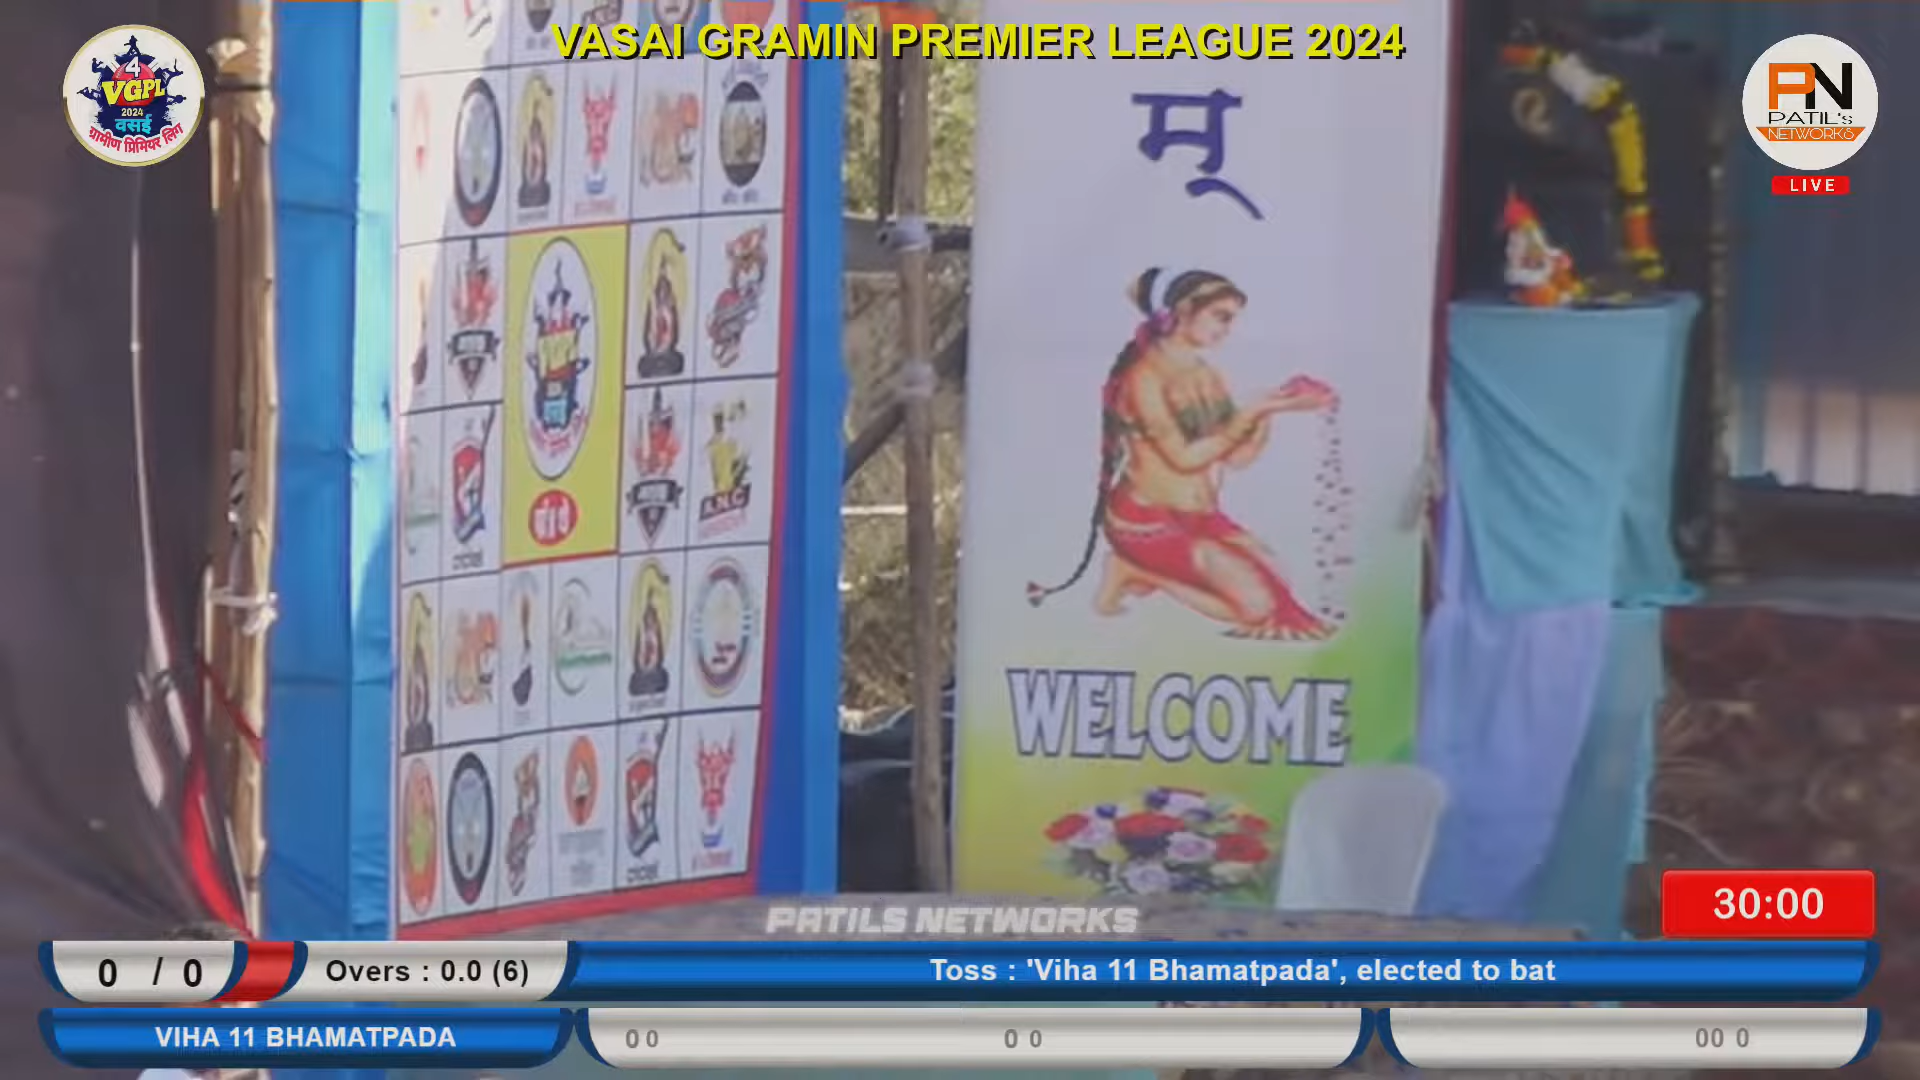 VASAI GRAMIN PREMIER LEAGUE 2024
4
VGPL
2024
वसई
ग्रामीण प्रिमियर लिग
PN
PATIL's
NETWORKS
LIVE
म्
A.N.C
WELCOME
30:00
PATILS NETWORKS
0 / 0
Overs : 0.0 (6)
Toss : 'Viha 11 Bhamatpada', elected to bat
VIHA 11 BHAMATPADA
0 0
0 0
00 0